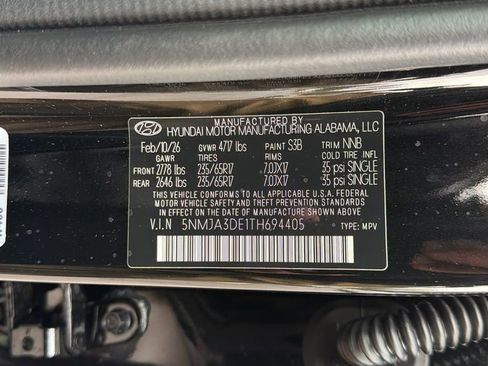 MANUFACTURED BY
HYUNDAI MOTOR MANUFACTURING ALABAMA, LLC
Feb/10/26 GVWR 4717 lbs PAINT S3B TRIM NNB
GAWR TIRES RIMS COLD TIRE INFL.
FRONT 2778 lbs 235/65R17 7.0JX17 35 psi SINGLE
REAR 2646 lbs 235/65R17 7.0JX17 35 psi SINGLE
THIS VEHICLE CONFORMS TO ALL APPLICABLE U.S.A. FEDERAL
MOTOR VEHICLE SAFETY, THEFT PREVENTION STANDARDS
IN EFFECT ON THE DATE OF MANUFACTURE SHOWN ABOVE.
V.I.N 5NMJA3DE1TH694405 TYPE: MPV